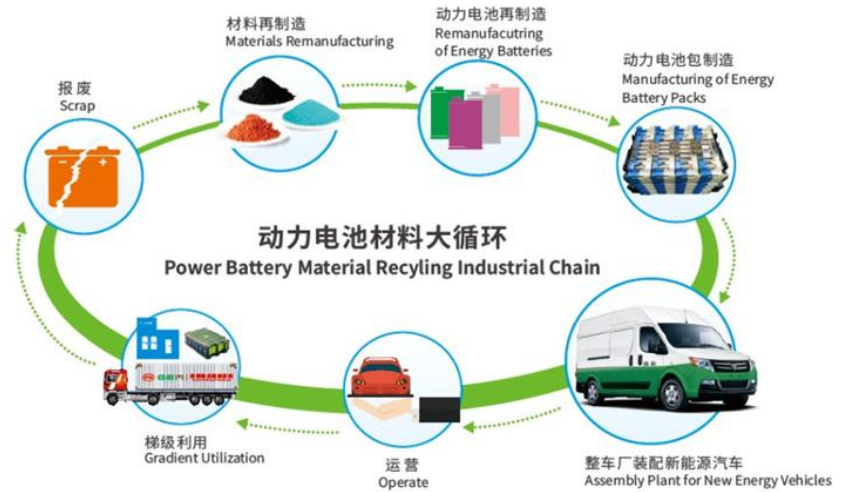 材料再制造
Materials Remanufacturing
动力电池再制造
Remanufacutring
of Energy Batteries
动力电池包制造
Manufacturing of Energy
Battery Packs
报废
Scrap
动力电池材料大循环
Power Battery Material Recyling Industrial Chain
梯级利用
Gradient Utilization
运营
Operate
整车厂装配新能源汽车
Assembly Plant for New Energy Vehicles